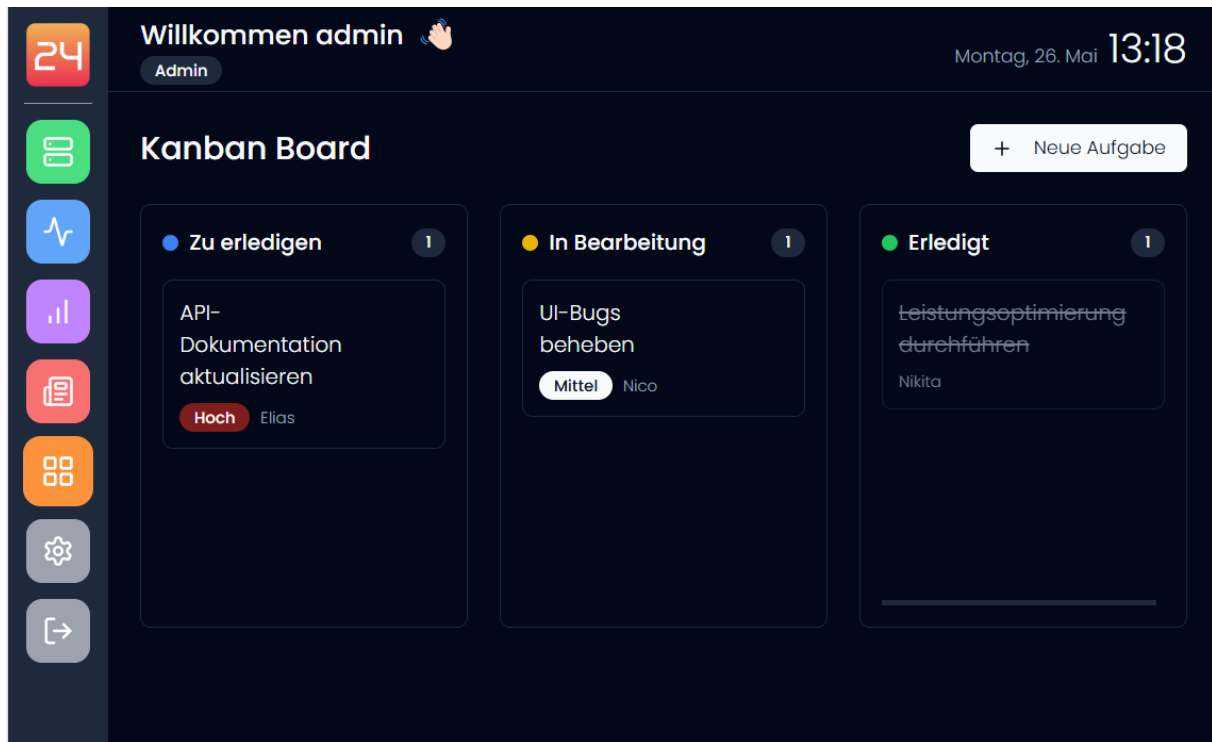 24
Willkommen admin 👋🏻
Admin
Montag, 26. Mai 13:18
Kanban Board
+ Neue Aufgabe
Zu erledigen 1
API-
Dokumentation
aktualisieren
Hoch Elias
In Bearbeitung 1
UI-Bugs
beheben
Mittel Nico
Erledigt 1
Leistungsoptimierung
durchführen
Nikita